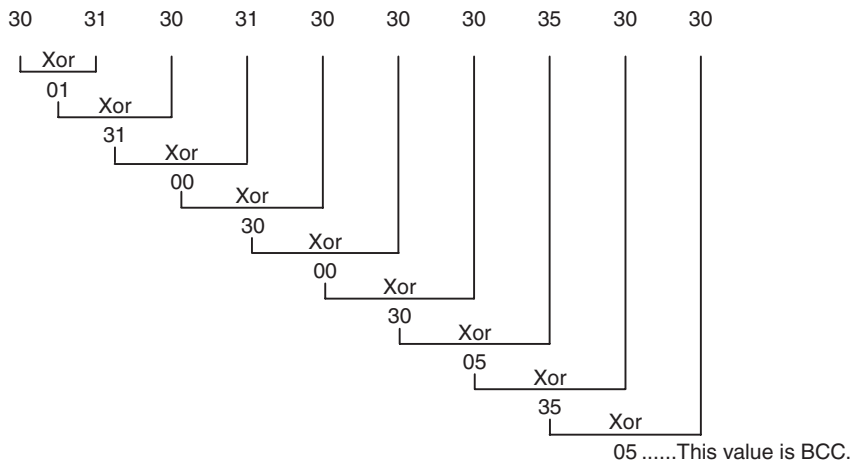 30 31 30 31 30 30 30 35 30 30
Xor
01
Xor
31
Xor
00
Xor
30
Xor
00
Xor
30
Xor
05
Xor
35
Xor
05 ......This value is BCC.